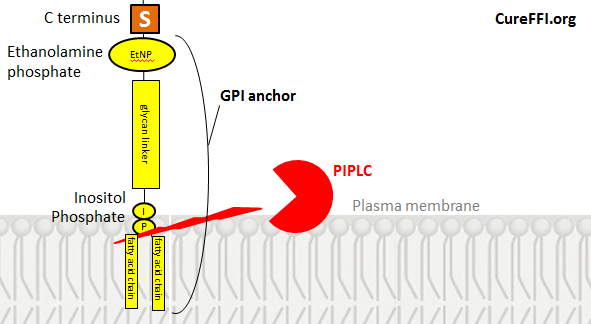 C terminus
S
CureFFI.org
Ethanolamine
phosphate
EtNP
GPI anchor
glycan linker
PIPLC
Inositol
Phosphate
I
P
Plasma membrane
fatty acid chain
fatty acid chain